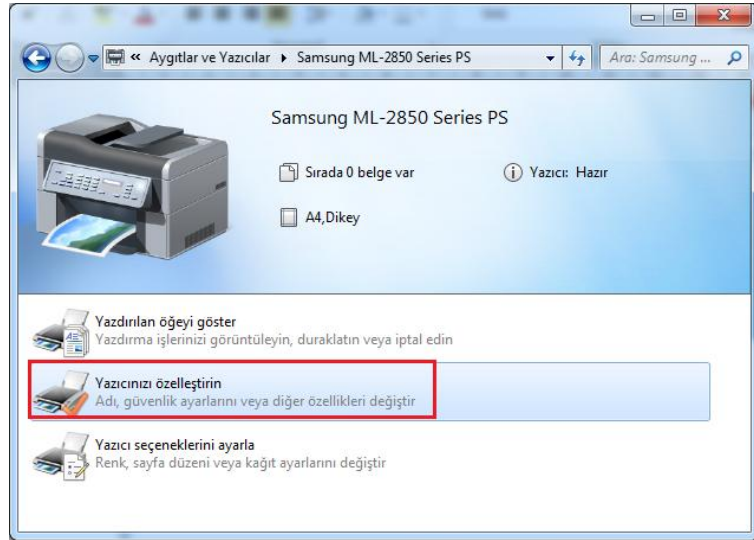 « Aygıtlar ve Yazıcılar ▸ Samsung ML-2850 Series PS
Ara: Samsung ...
Samsung ML-2850 Series PS
Sırada 0 belge var
Yazıcı: Hazır
A4,Dikey
Yazdırılan öğeyi göster
Yazdırma işlerinizi görüntüleyin, duraklatın veya iptal edin
Yazıcınızı özelleştirin
Adı, güvenlik ayarlarını veya diğer özellikleri değiştir
Yazıcı seçeneklerini ayarla
Renk, sayfa düzeni veya kağıt ayarlarını değiştir